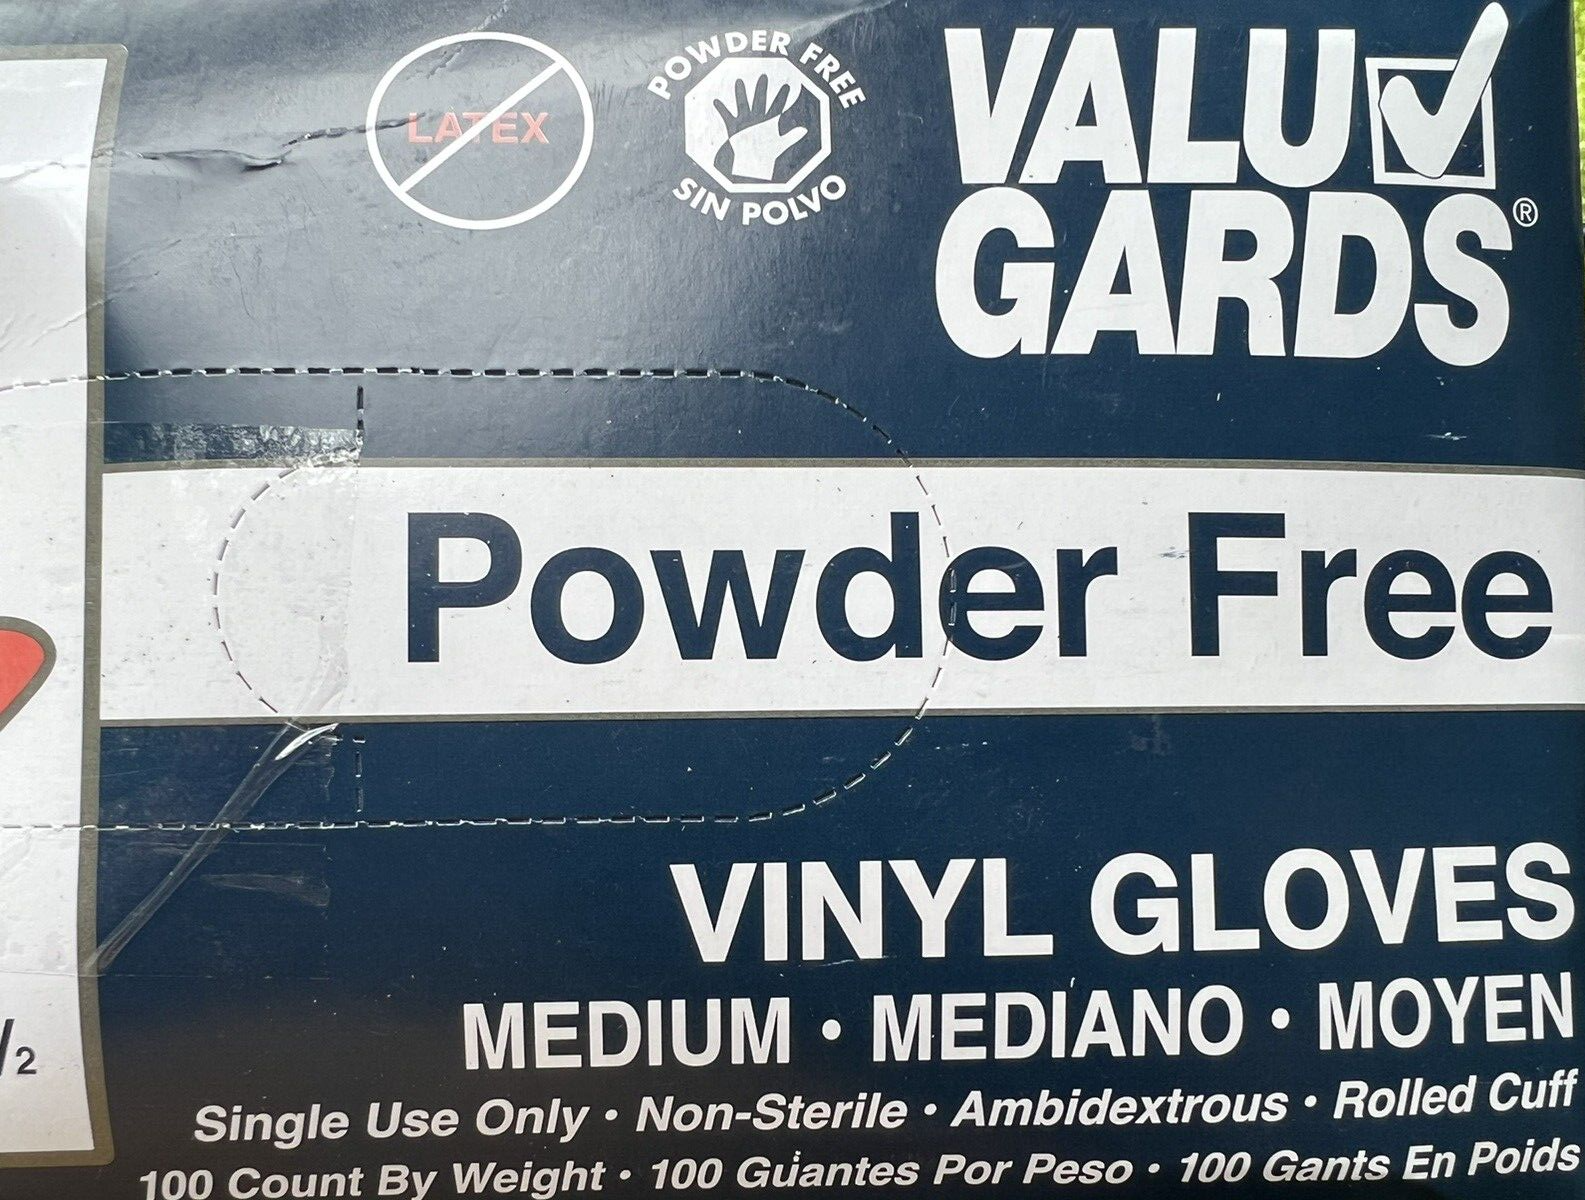 LATEX
POWDER FREE
SIN POLVO
VALU
GARDS®
Powder Free
VINYL GLOVES
MEDIUM • MEDIANO • MOYEN
/2
Single Use Only • Non-Sterile • Ambidextrous • Rolled Cuff
100 Count By Weight • 100 Guantes Por Peso • 100 Gants En Poids